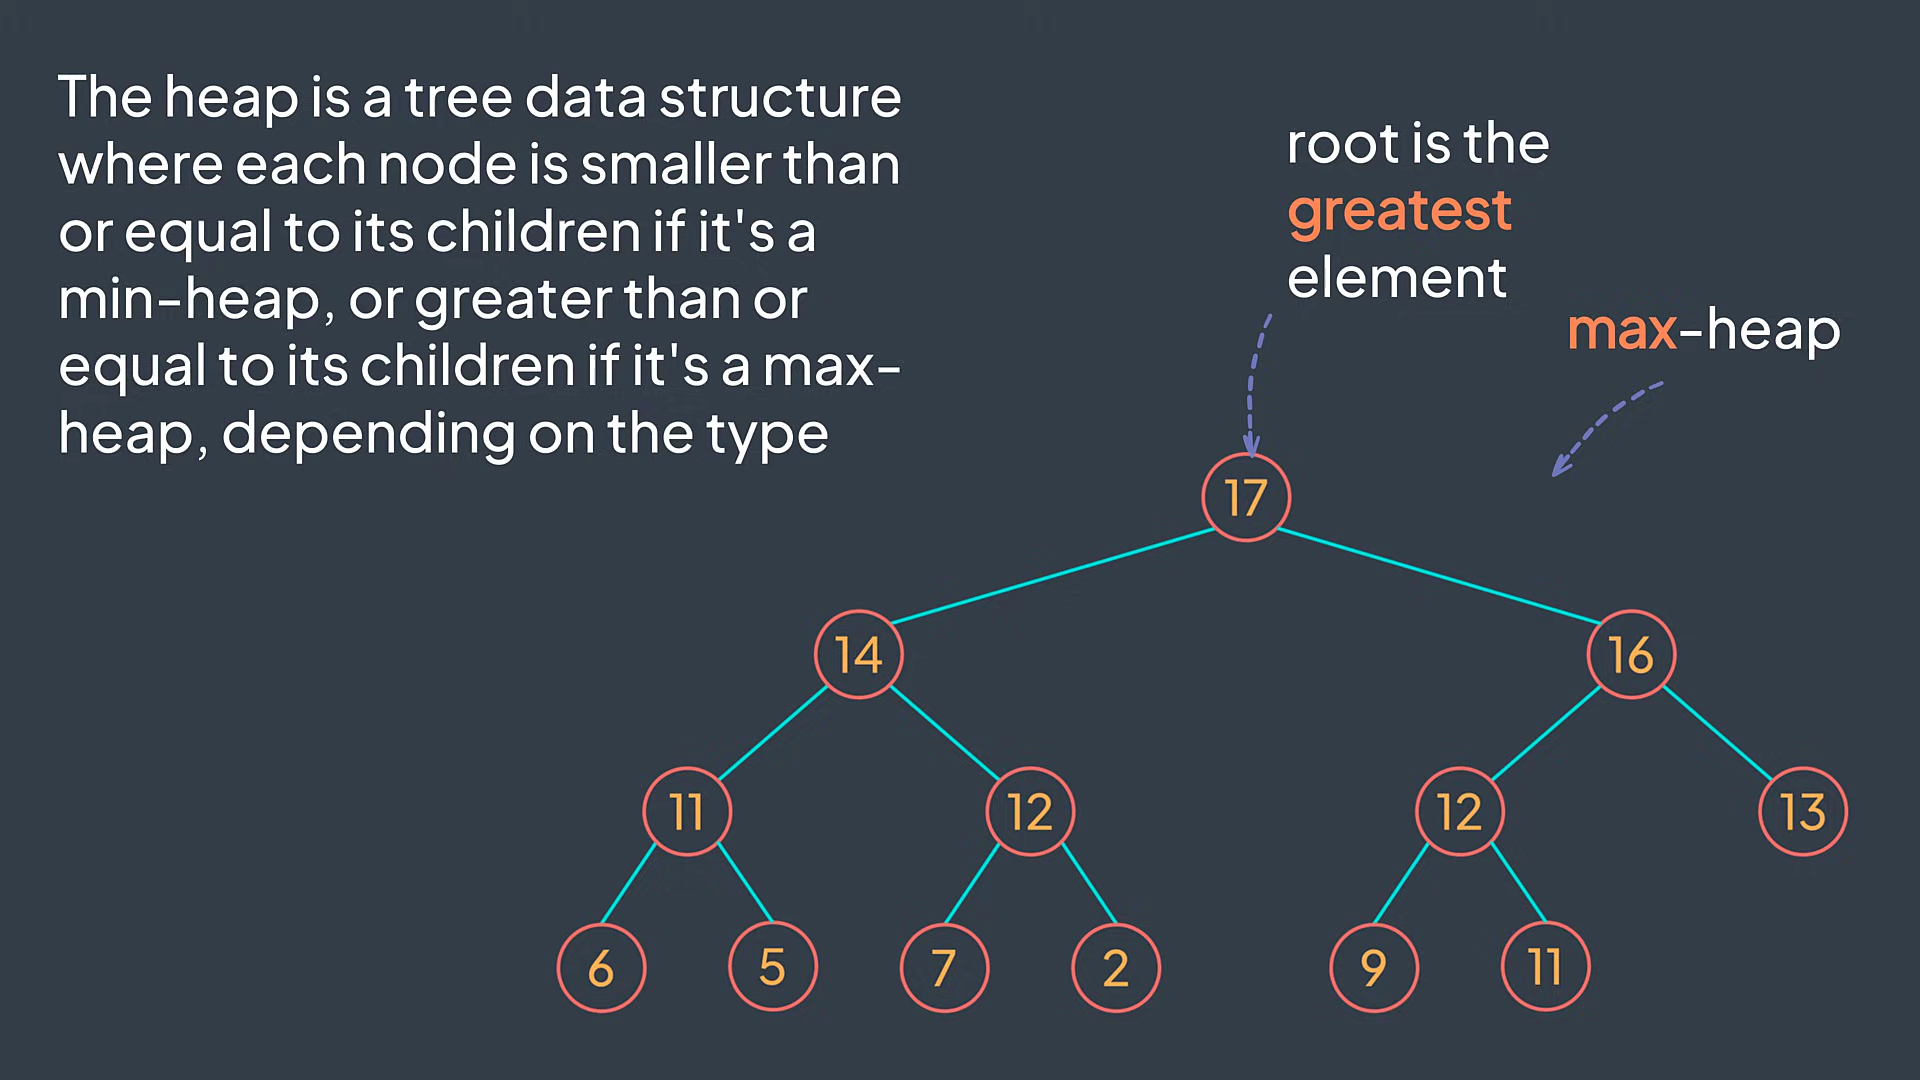 The heap is a tree data structure
where each node is smaller than
or equal to its children if it's a
min-heap, or greater than or
equal to its children if it's a max-
heap, depending on the type
root is the
greatest
element
max-heap
17
14
16
11
12
12
13
6
5
7
2
9
11